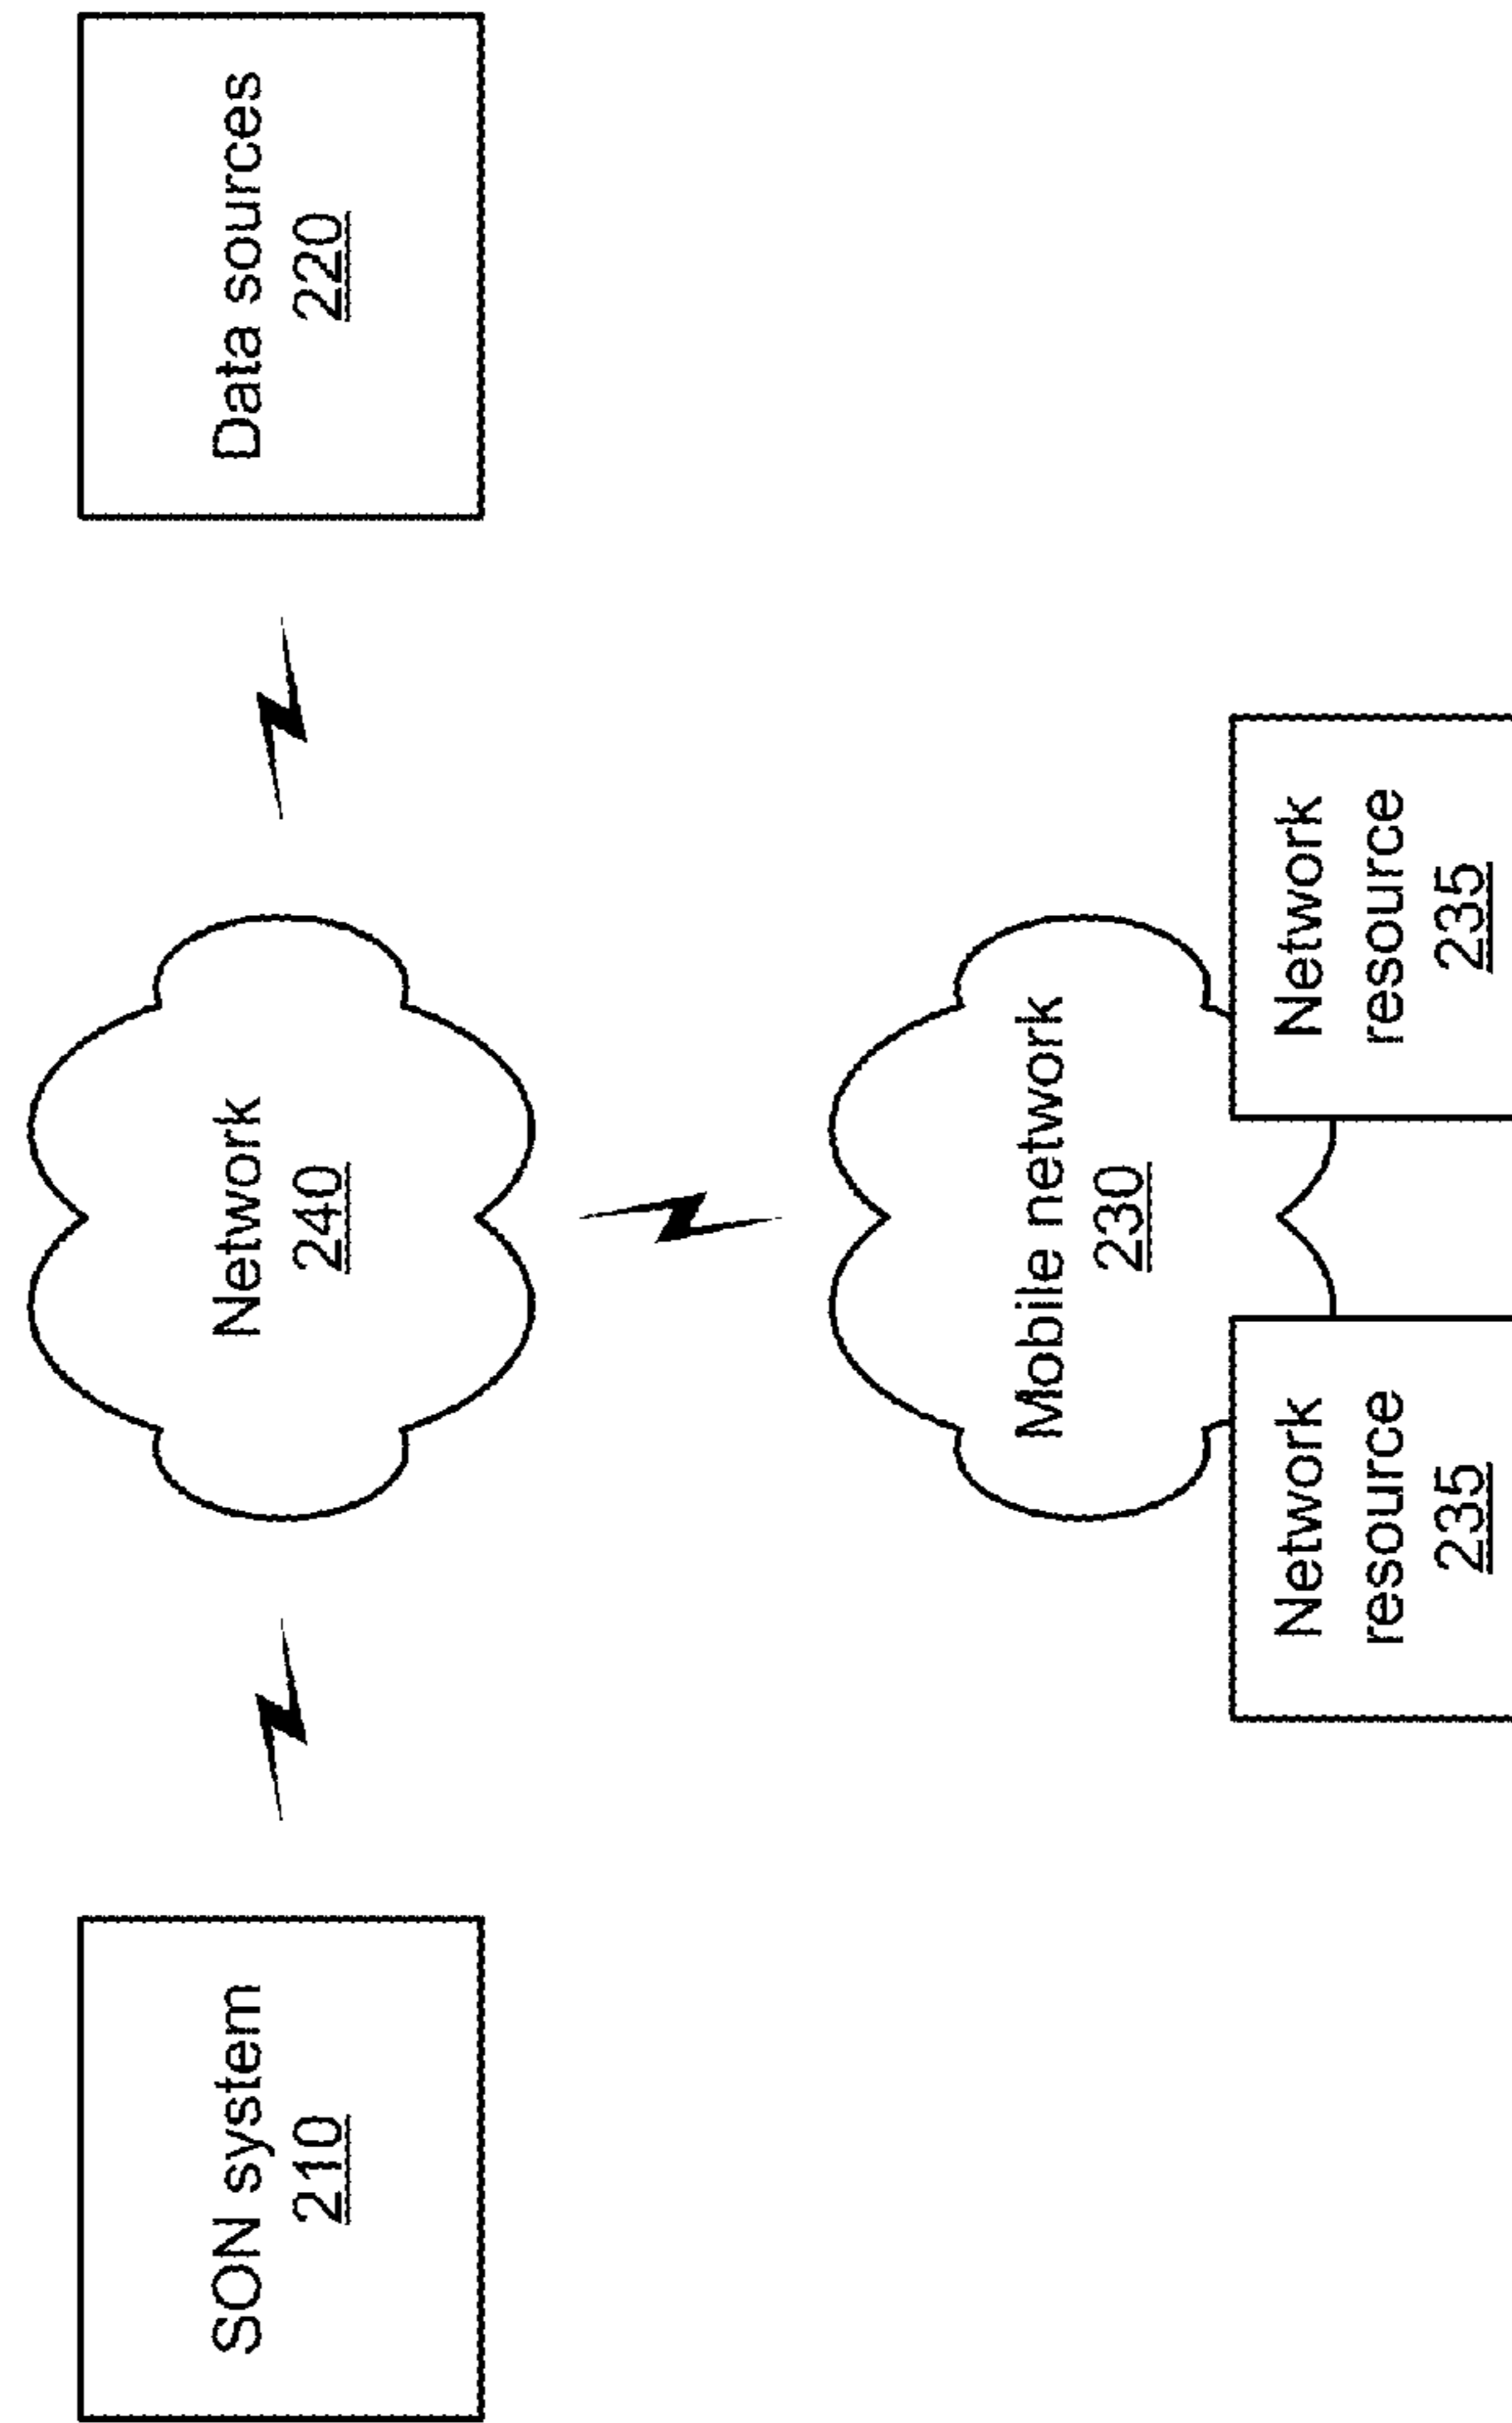 SON system
210
Network
240
Data sources
220
Mobile network
230
Network
resource
235
Network
resource
235